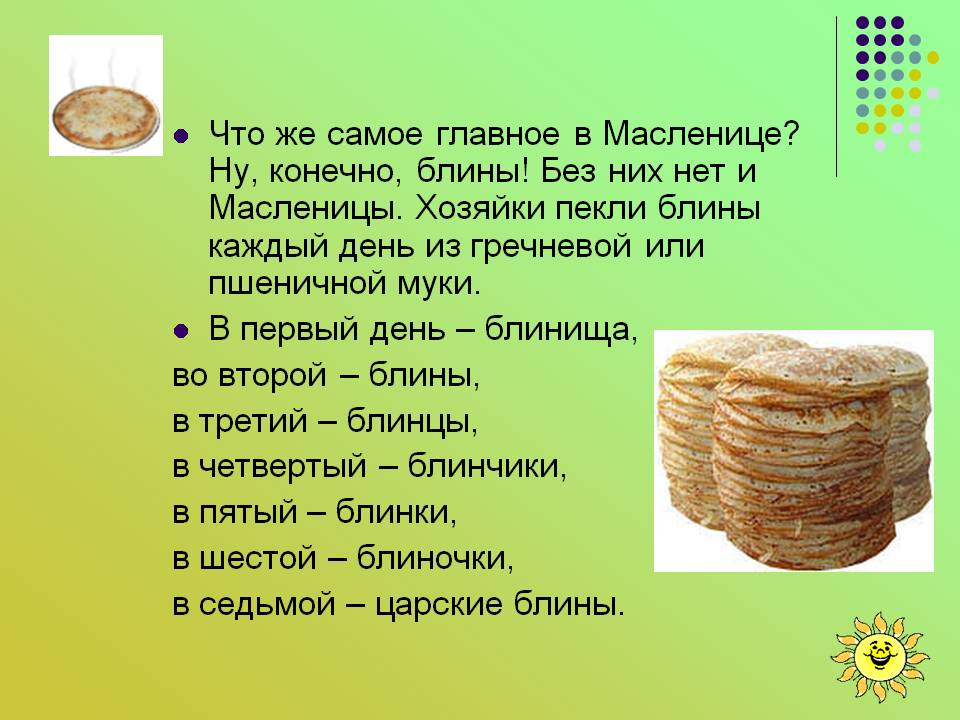 Что же самое главное в Масленице?
Ну, конечно, блины! Без них нет и
Масленицы. Хозяйки пекли блины
каждый день из гречневой или
пшеничной муки.
В первый день – блинища,
во второй – блины,
в третий – блинцы,
в четвертый – блинчики,
в пятый – блинки,
в шестой – блиночки,
в седьмой – царские блины.